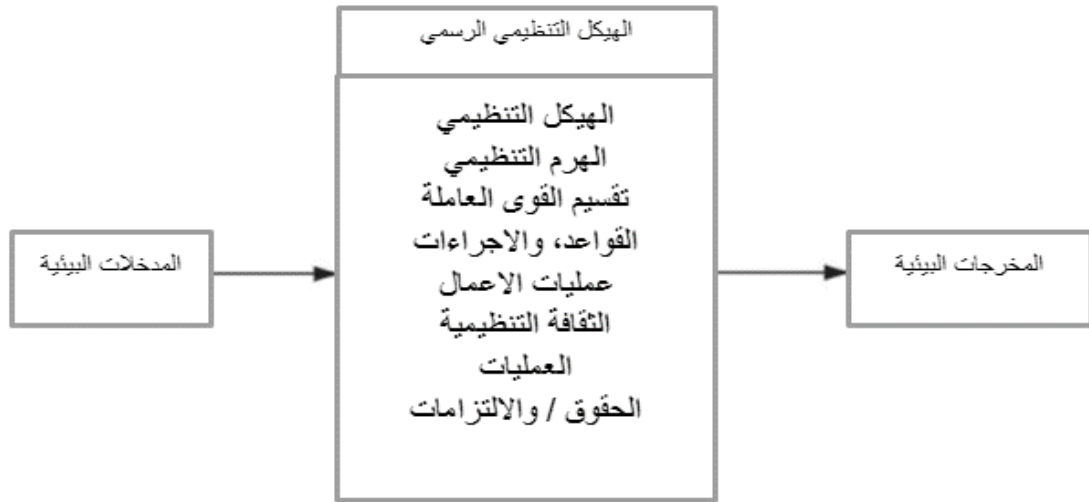 الهيكل التنظيمي الرسمي
الهيكل التنظيمي
الهرم التنظيمي
تقسيم القوى العاملة
القواعد، والاجراءات
عمليات الاعمال
الثقافة التنظيمية
العمليات
الحقوق / والالتزامات
المدخلات البيئية
المخرجات البيئية